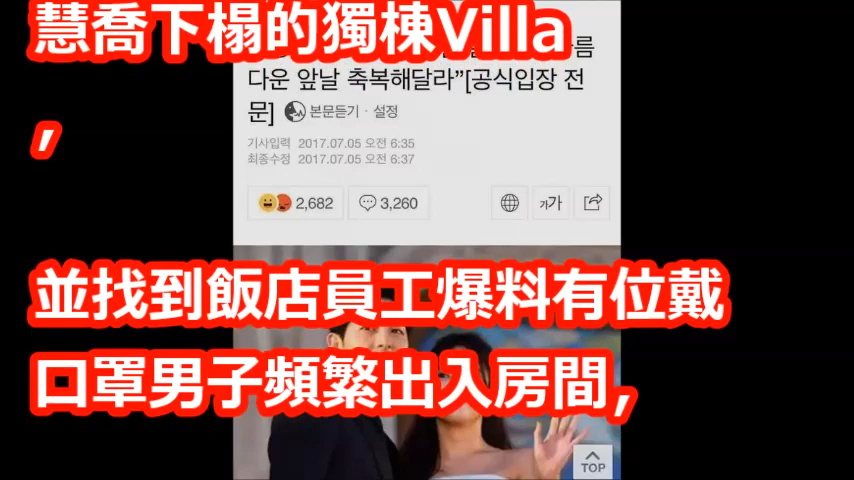 慧喬下榻的獨棟Villa
름
다운 앞날 축복해달라”[공식입장 전
문] 본문듣기 · 설정
,
기사입력 2017.07.05 오전 6:35
최종수정 2017.07.05 오전 6:37
2,682 3,260 가가
並找到飯店員工爆料有位戴
口罩男子頻繁出入房間，
TOP